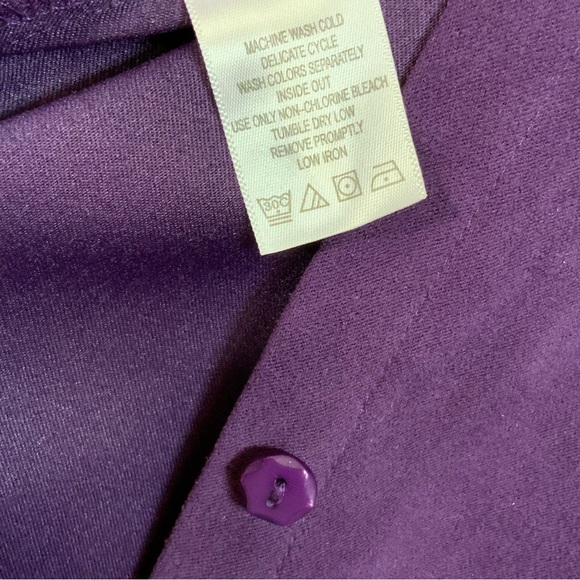 MACHINE WASH COLD
DELICATE CYCLE
WASH COLORS SEPARATELY
INSIDE OUT
USE ONLY NON-CHLORINE BLEACH
TUMBLE DRY LOW
REMOVE PROMPTLY
LOW IRON
30C